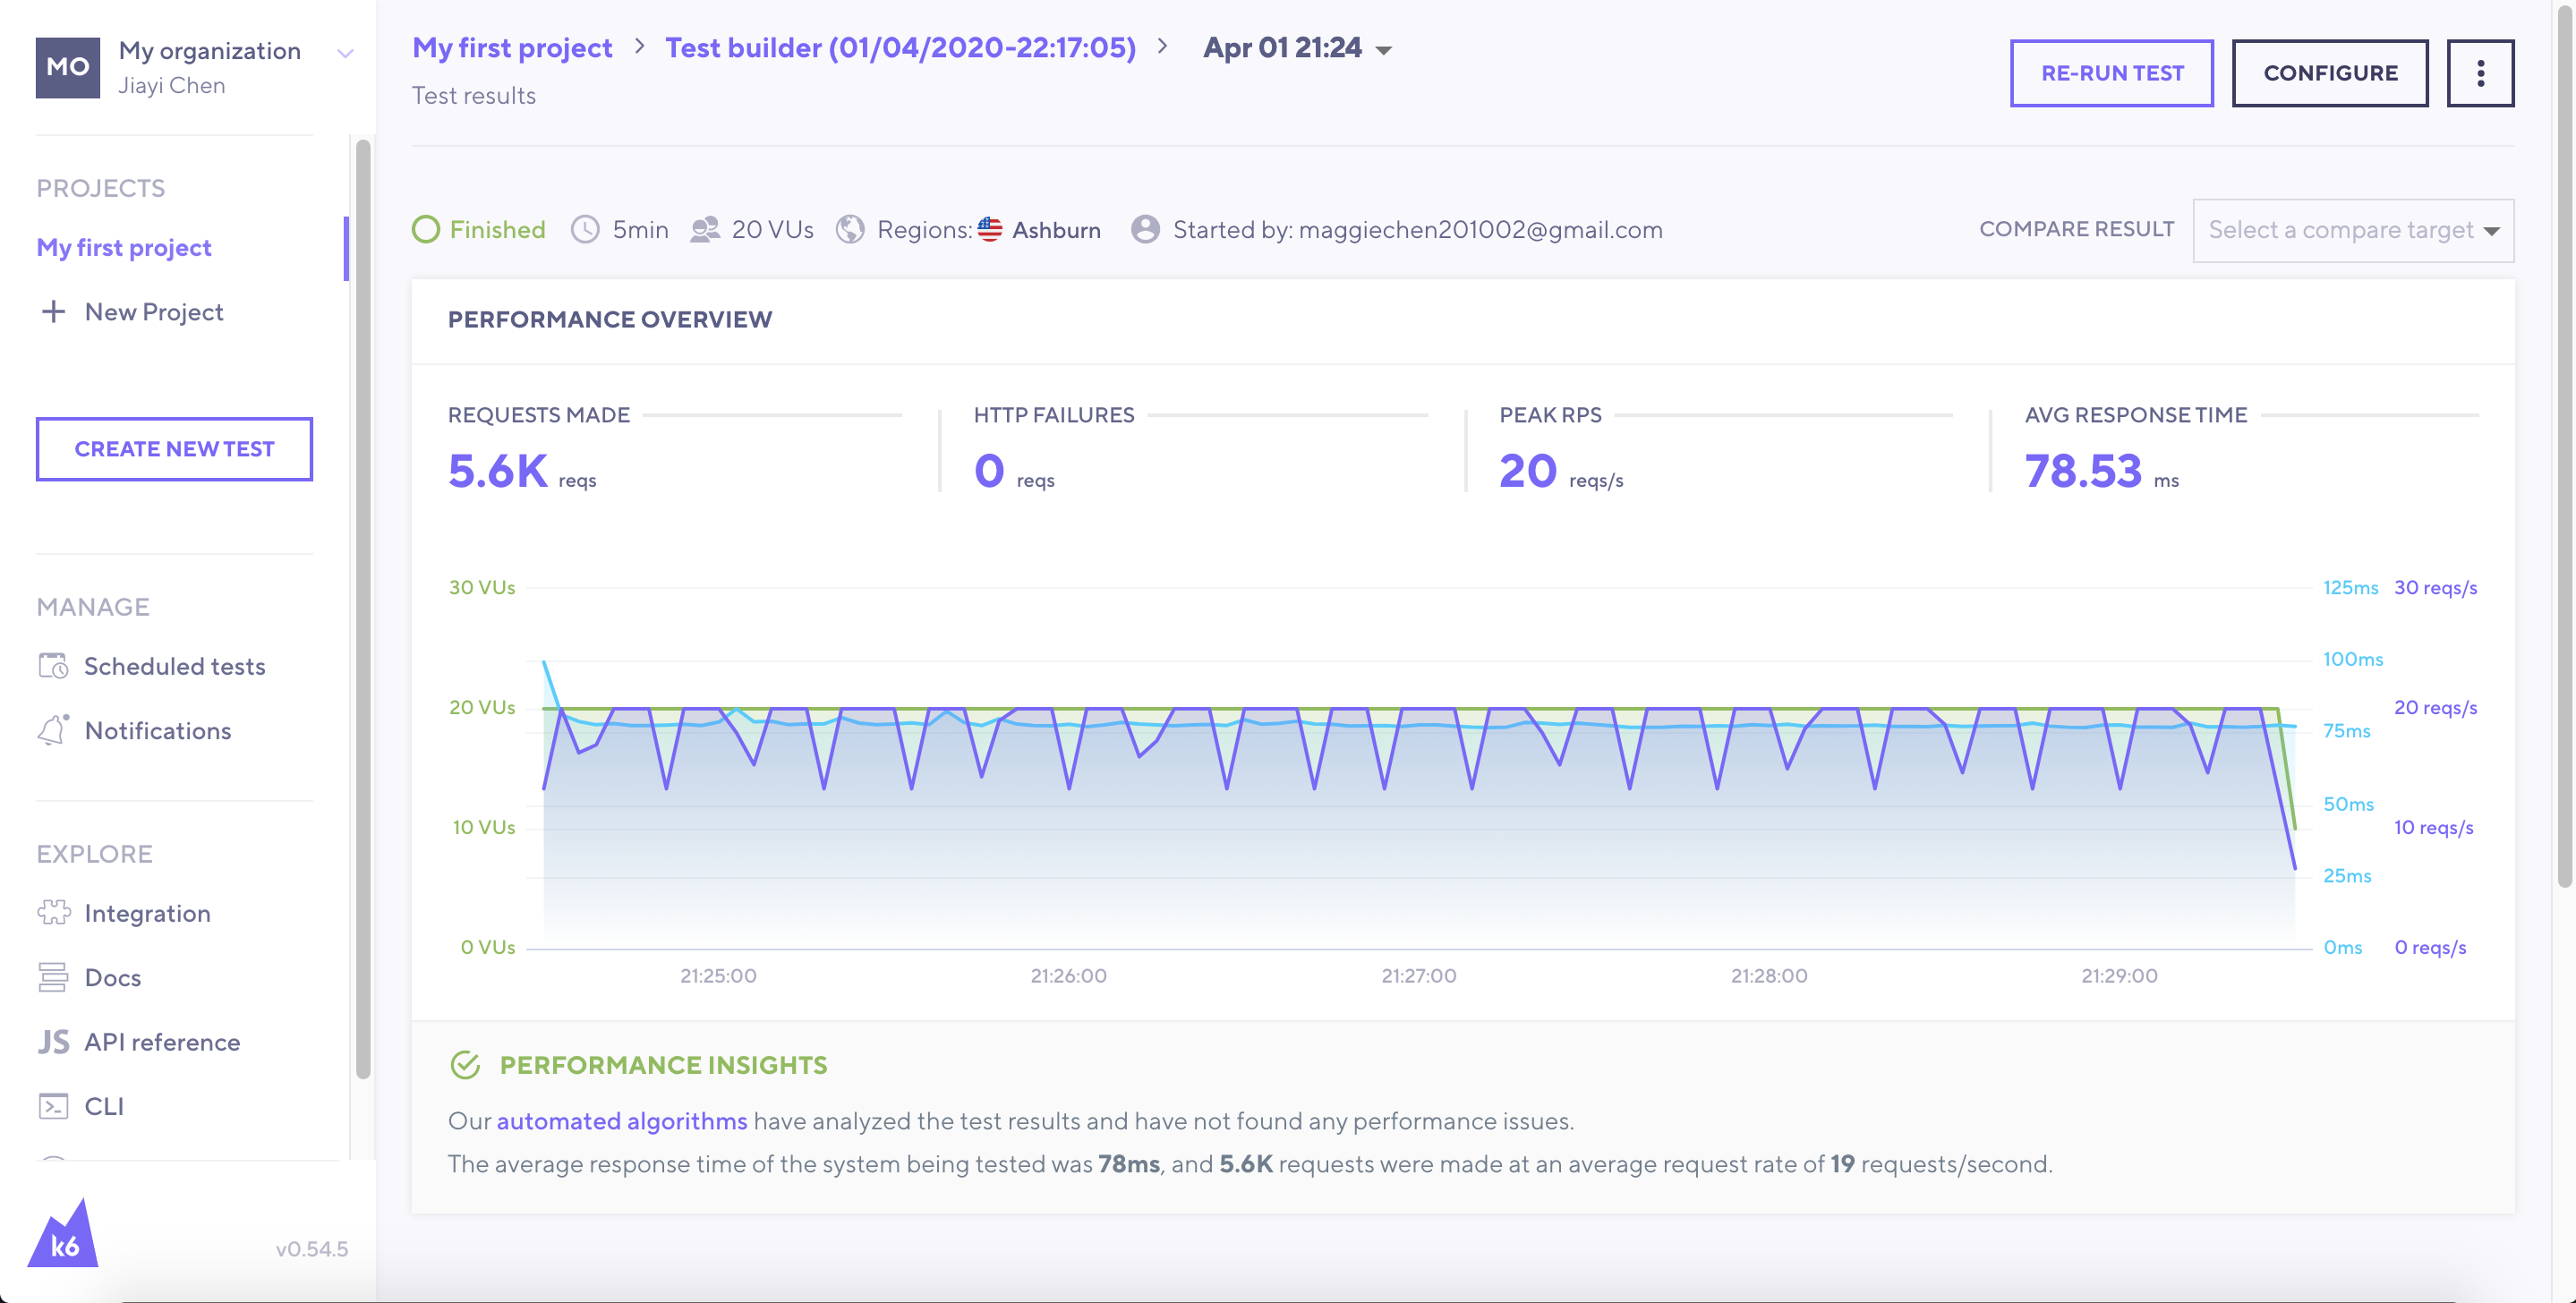 MO
My organization
Jiayi Chen
PROJECTS
My first project
New Project
CREATE NEW TEST
MANAGE
Scheduled tests
Notifications
EXPLORE
Integration
Docs
JS API reference
CLI
k6
v0.54.5
My first project > Test builder (01/04/2020-22:17:05) > Apr 01 21:24
Test results
RE-RUN TEST
CONFIGURE
Finished 5min 20 VUs Regions: Ashburn Started by: maggiechen201002@gmail.com
COMPARE RESULT Select a compare target
PERFORMANCE OVERVIEW
REQUESTS MADE
5.6K reqs
HTTP FAILURES
0 reqs
PEAK RPS
20 reqs/s
AVG RESPONSE TIME
78.53 ms
30 VUs
20 VUs
10 VUs
0 VUs
125ms 30 reqs/s
100ms
20 reqs/s
75ms
50ms
10 reqs/s
25ms
0ms 0 reqs/s
21:25:00 21:26:00 21:27:00 21:28:00 21:29:00
PERFORMANCE INSIGHTS
Our automated algorithms have analyzed the test results and have not found any performance issues.
The average response time of the system being tested was 78ms, and 5.6K requests were made at an average request rate of 19 requests/second.